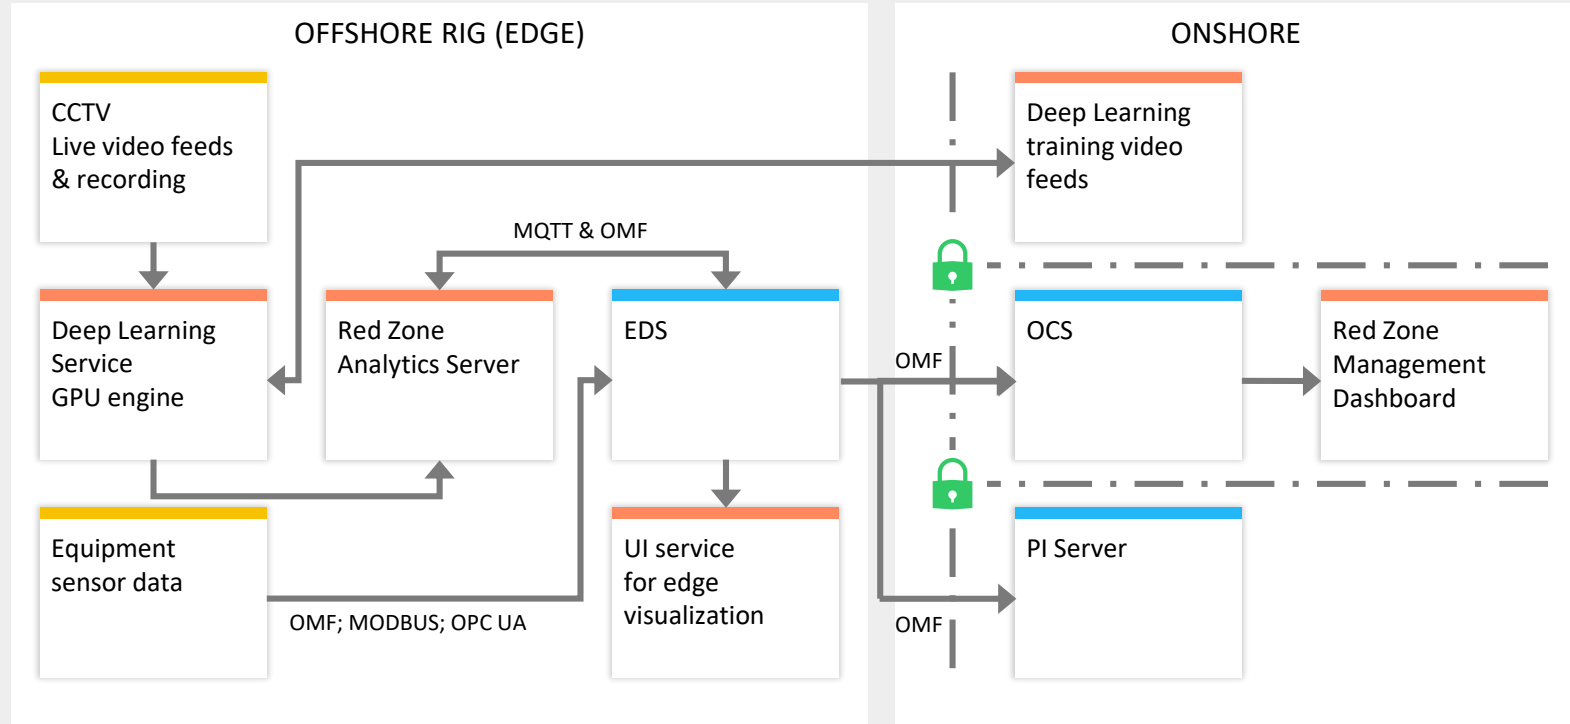 OFFSHORE RIG (EDGE)
ONSHORE
CCTV
Live video feeds
& recording
Deep Learning
training video
feeds
MQTT & OMF
Deep Learning
Service
GPU engine
Red Zone
Analytics Server
EDS
OMF
OCS
Red Zone
Management
Dashboard
Equipment
sensor data
OMF; MODBUS; OPC UA
UI service
for edge
visualization
OMF
PI Server